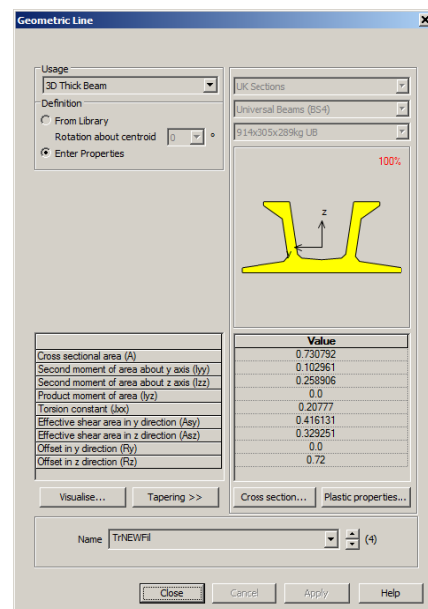 Geometric Line
Usage
3D Thick Beam
Definition
From Library
Rotation about centroid 0 °
Enter Properties
UK Sections
Universal Beams (BS4)
914x305x289kg UB
100%
z
y
Value
Cross sectional area (A) 0.730792
Second moment of area about y axis (Iyy) 0.102961
Second moment of area about z axis (Izz) 0.258906
Product moment of area (Iyz) 0.0
Torsion constant (Jxx) 0.20777
Effective shear area in y direction (Asy) 0.416131
Effective shear area in z direction (Asz) 0.329251
Offset in y direction (Ry) 0.0
Offset in z direction (Rz) 0.72
Visualise... Tapering >> Cross section... Plastic properties...
Name TrNEWFil (4)
Close Cancel Apply Help